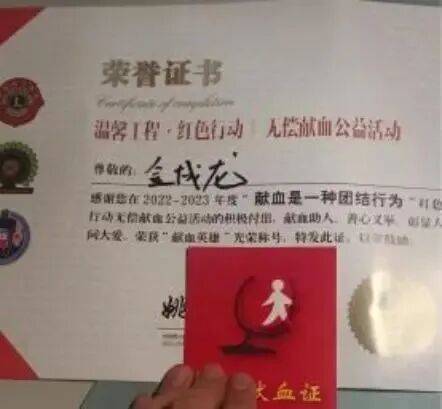 荣誉证书
Certificate of completion
温馨工程·红色行动 | 无偿献血公益活动
尊敬的: 金成龙
感谢您在2022-2023年度"献血是一种团结行为"红色
行动无偿献血公益活动的积极付出,献血助人、善心义举,彰显人
间大爱。荣获"献血英雄"光荣称号,特发此证,以资鼓励
姚
献血证